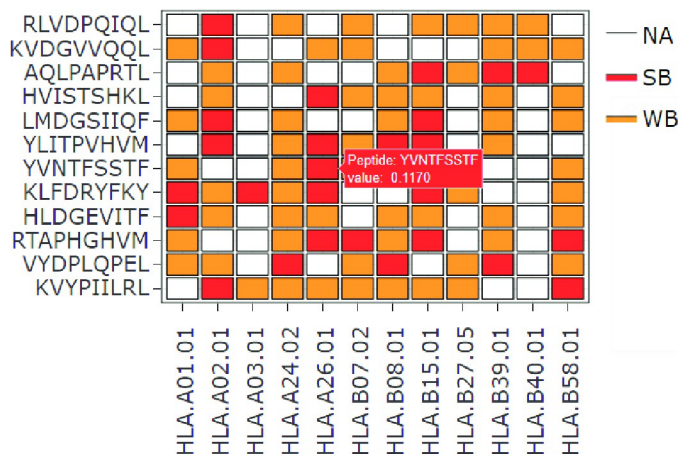 RLVDPQIQL
KVDGVVQQL
AQLPAPRTL
HVISTSHKL
LMDGSIIQF
YLITPVHVM
YVNTFSSTF
KLFDRYFKY
HLDGEVITF
RTAPHGHVM
VYDPLQPEL
KVYPIILRL
Peptide: YVNTFSSTF
value: 0.1170
NA
SB
WB
HLA.A01.01
HLA.A02.01
HLA.A03.01
HLA.A24.02
HLA.A26.01
HLA.B07.02
HLA.B08.01
HLA.B15.01
HLA.B27.05
HLA.B39.01
HLA.B40.01
HLA.B58.01